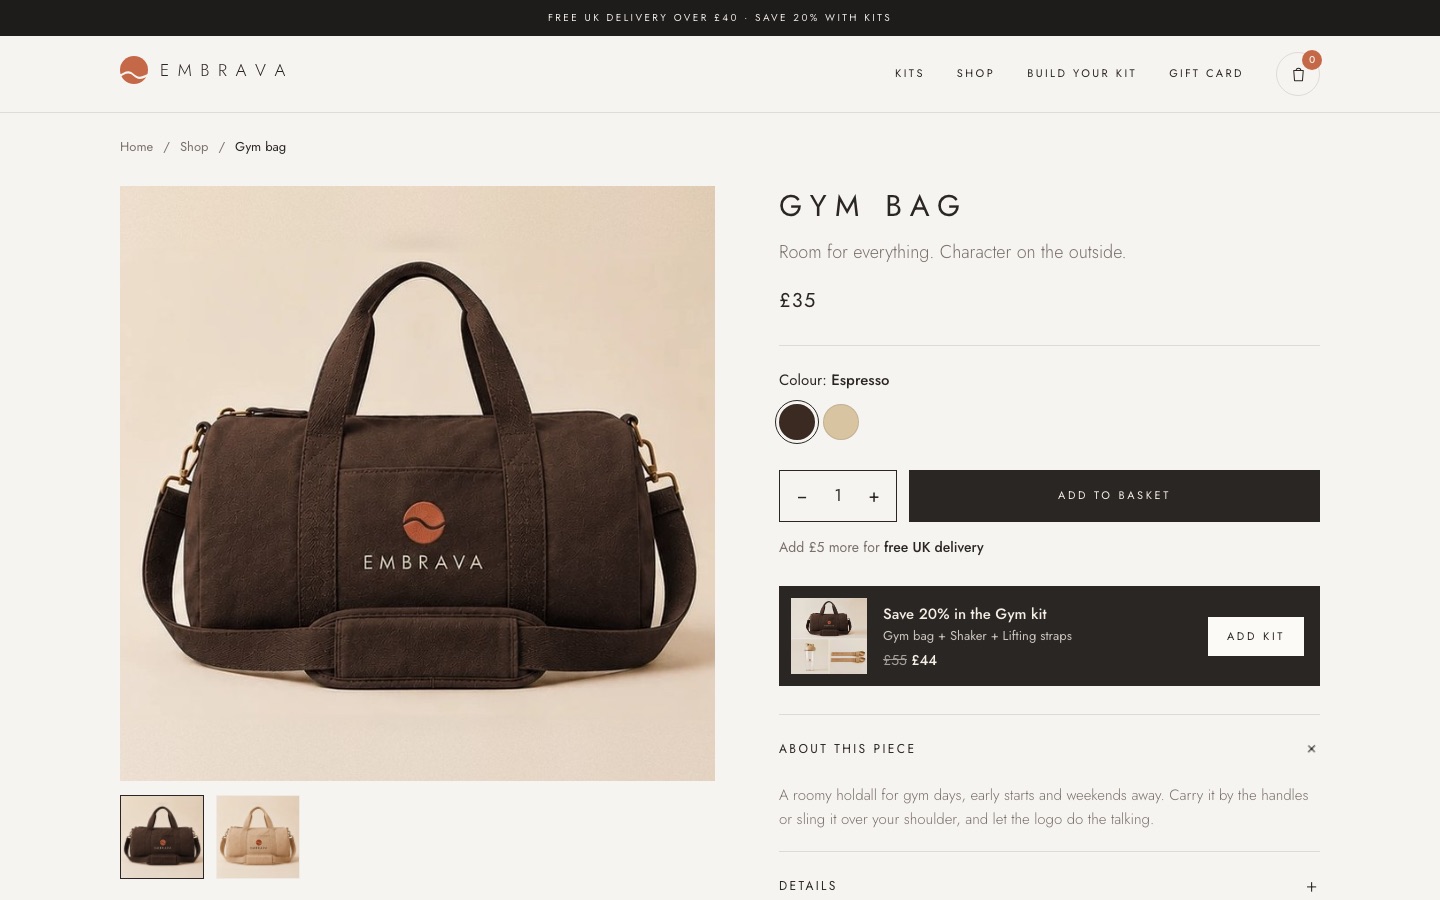 FREE UK DELIVERY OVER £40 · SAVE 20% WITH KITS
EMBRAVA
KITS
SHOP
BUILD YOUR KIT
GIFT CARD
0
Home / Shop / Gym bag
GYM BAG
Room for everything. Character on the outside.
£35
Colour: Espresso
− 1 +
ADD TO BASKET
Add £5 more for free UK delivery
EMBRAVA
Save 20% in the Gym kit
Gym bag + Shaker + Lifting straps
£55 £44
ADD KIT
ABOUT THIS PIECE
A roomy holdall for gym days, early starts and weekends away. Carry it by the handles
or sling it over your shoulder, and let the logo do the talking.
EMBRAVA
EMBRAVA
DETAILS +